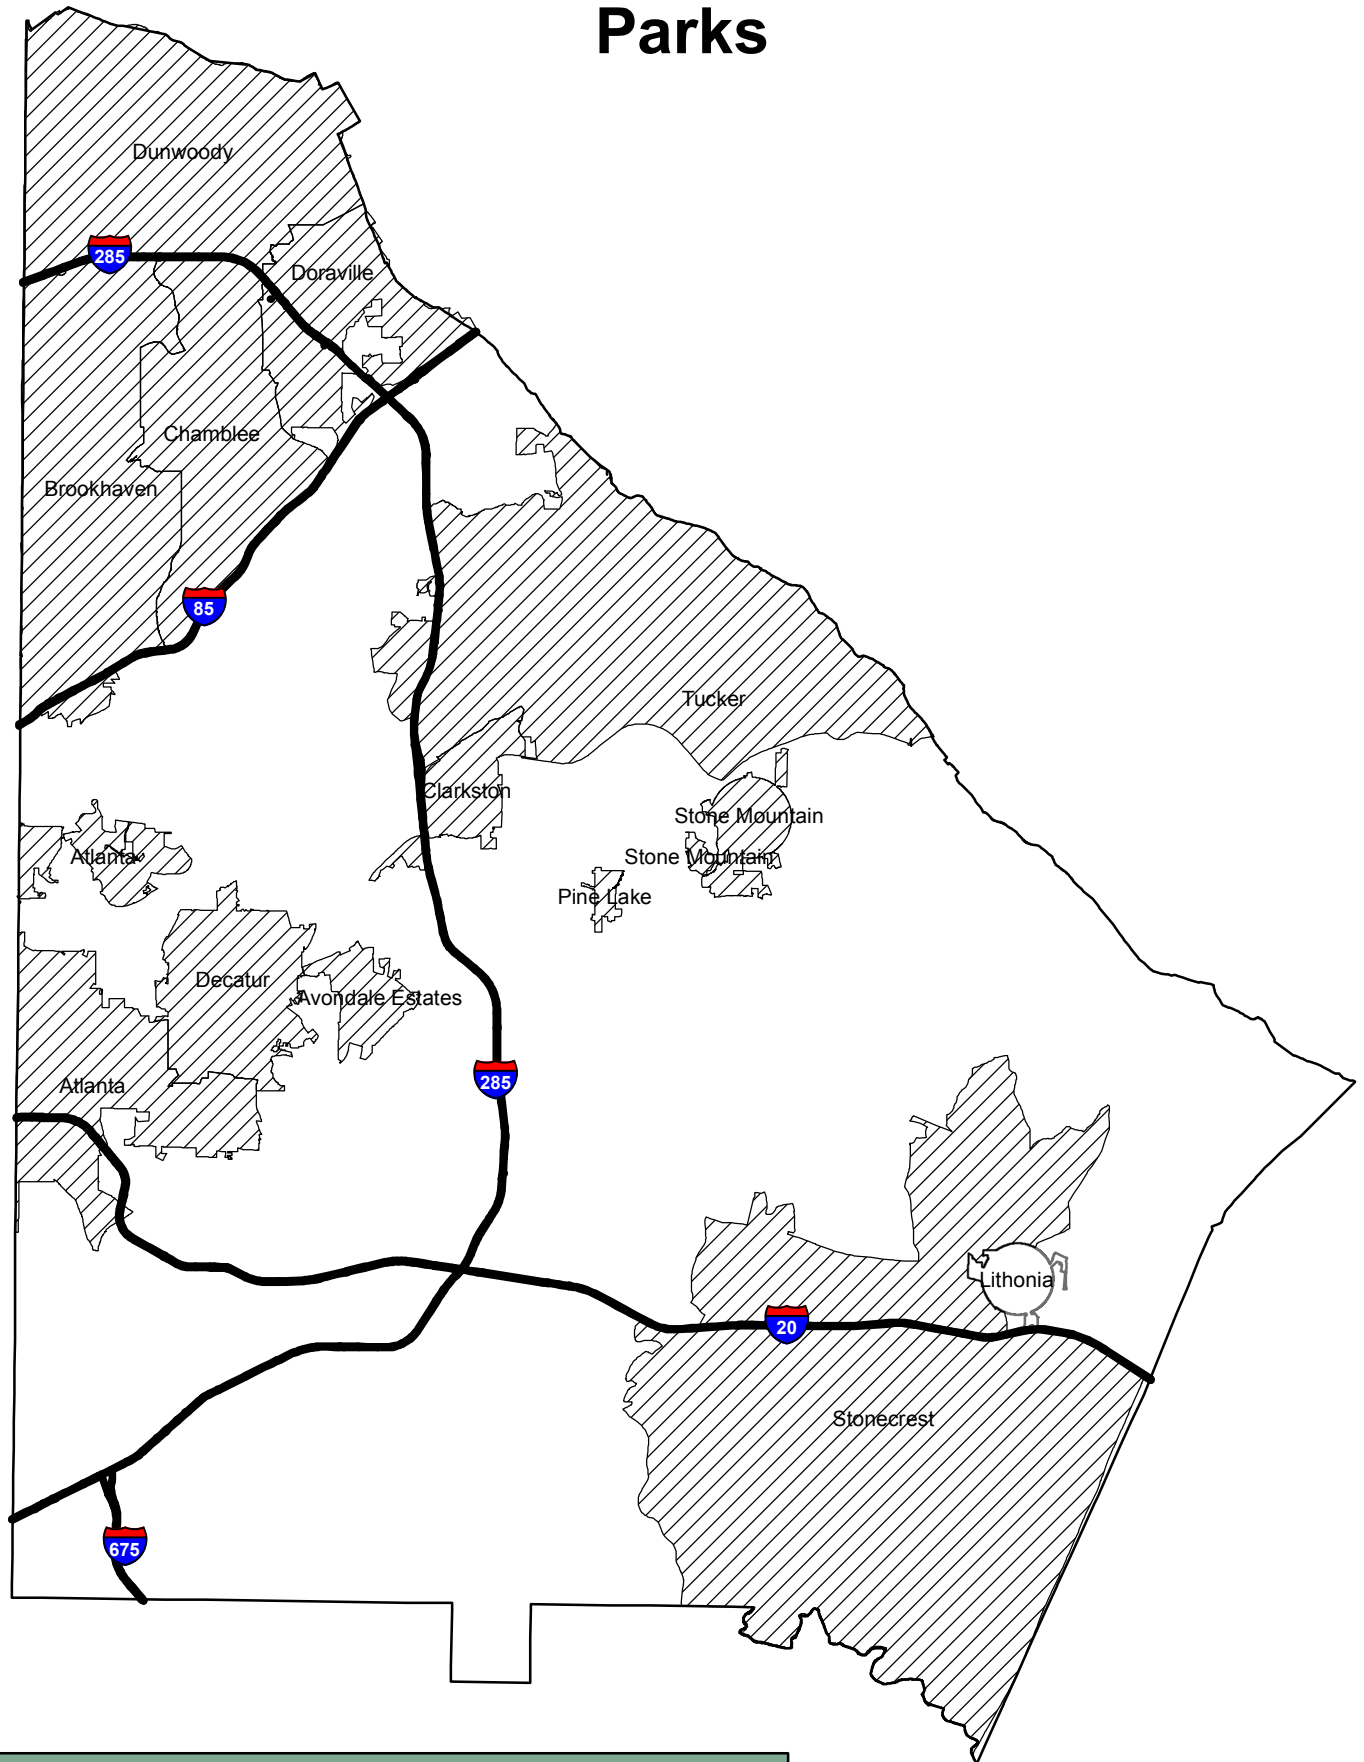 Parks
Dunwoody
285
Doraville
Chamblee
Brookhaven
85
Tucker
Clarkston
Stone Mountain
Atlanta
Stone Mountain
Pine Lake
Decatur
Avondale Estates
285
Atlanta
Lithonia
20
Stonecrest
675